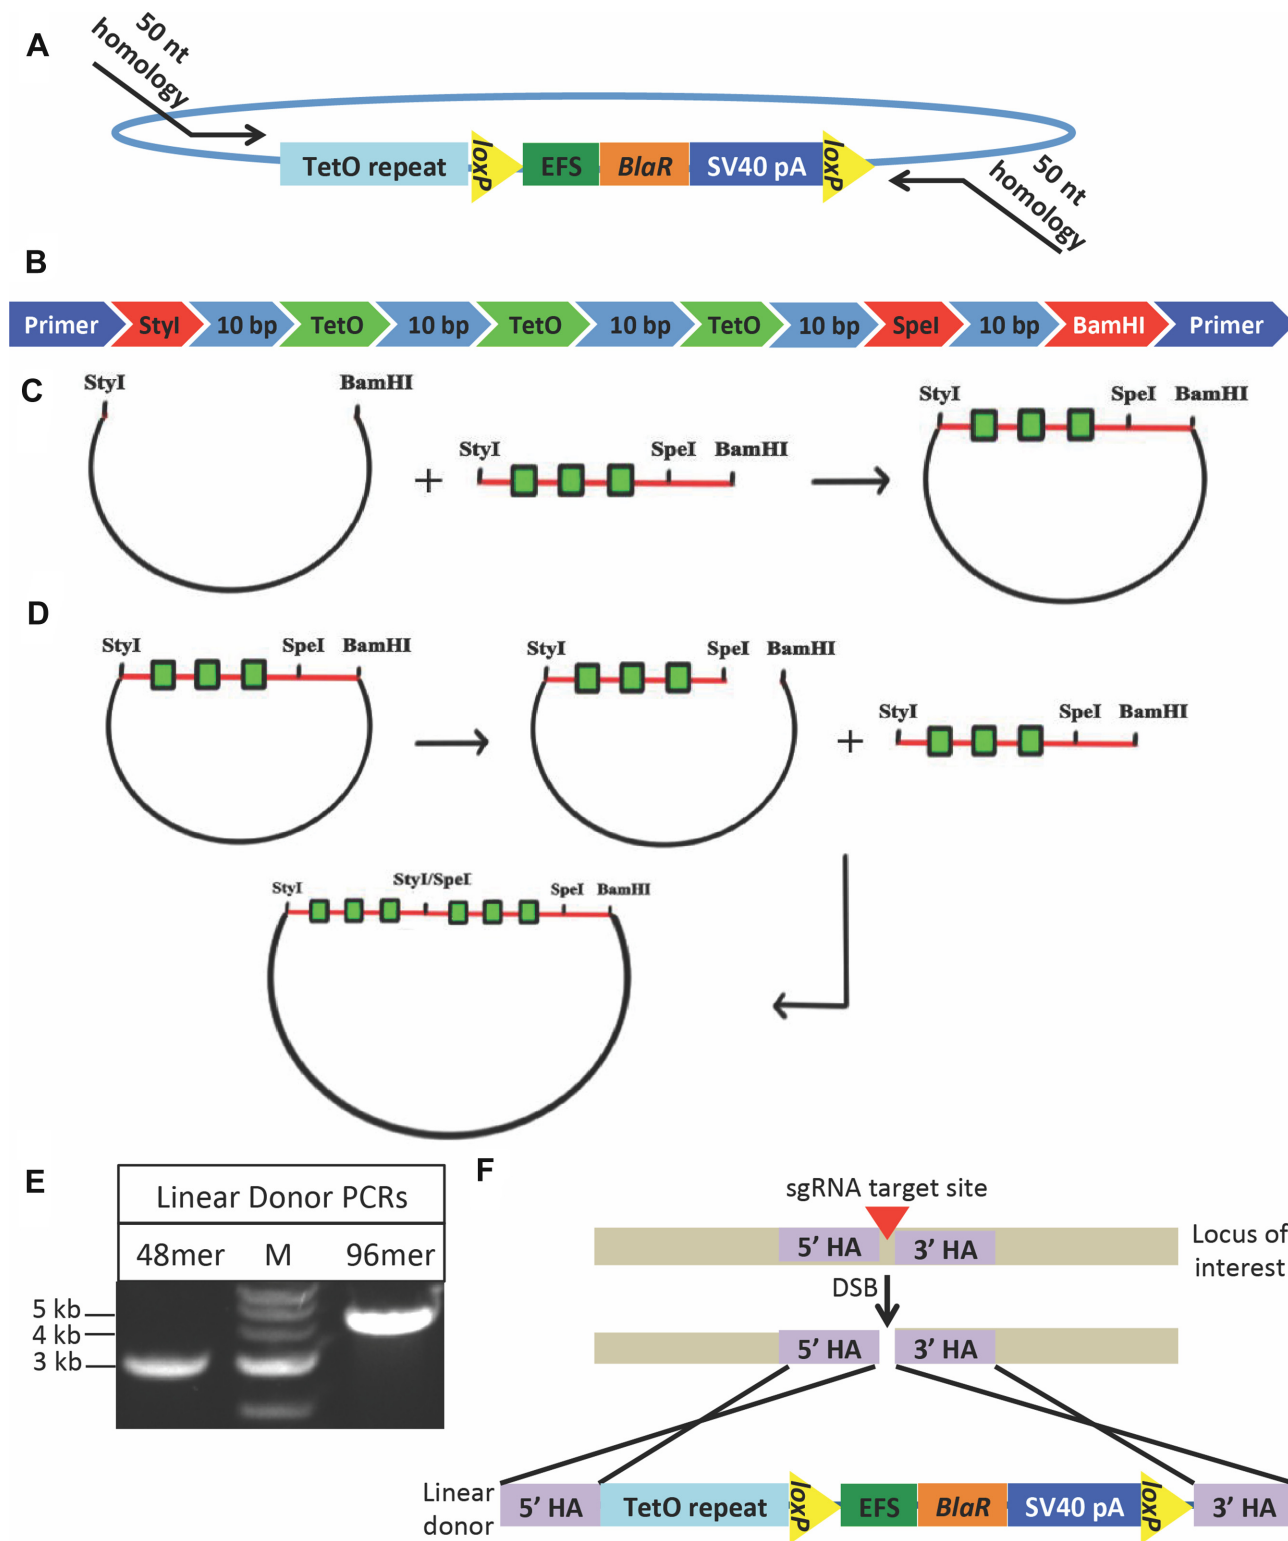 A
50 nt
homology
TetO repeat
loxP
EFS
BlaR
SV40 pA
loxP
50 nt
homology
B
Primer StyI 10 bp TetO 10 bp TetO 10 bp TetO 10 bp SpeI 10 bp BamHI Primer
C
StyI BamHI
+
StyI SpeI BamHI
StyI SpeI BamHI
D
StyI SpeI BamHI
StyI SpeI BamHI
+
StyI SpeI BamHI
StyI StyI/SpeI SpeI BamHI
E
Linear Donor PCRs
48mer M 96mer
5 kb
4 kb
3 kb
F
sgRNA target site
5’ HA 3’ HA
Locus of
interest
DSB
5’ HA 3’ HA
Linear
donor
5’ HA TetO repeat loxP EFS BlaR SV40 pA loxP 3’ HA